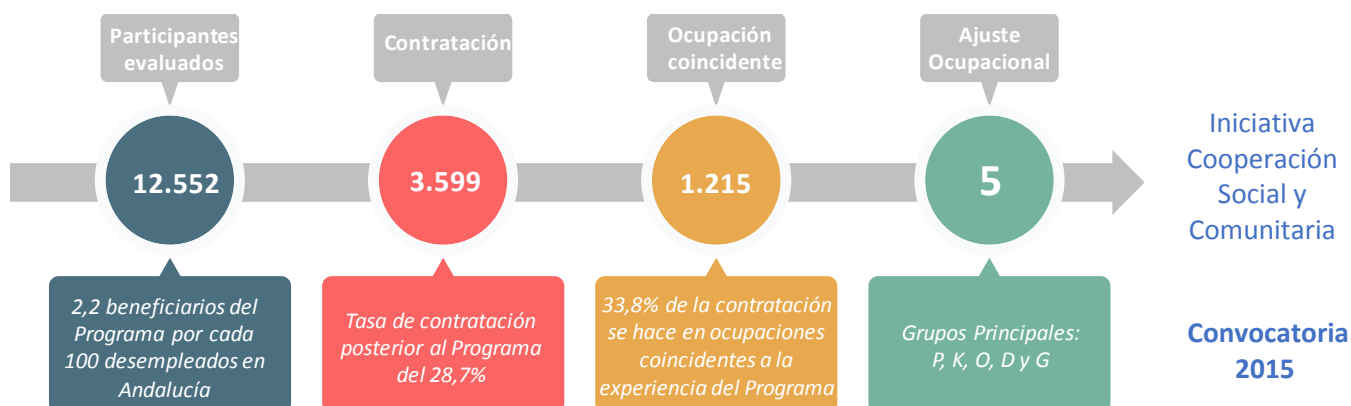 Participantes
evaluados
Contratación
Ocupación
coincidente
Ajuste
Ocupacional
12.552
3.599
1.215
5
Iniciativa
Cooperación
Social y
Comunitaria
2,2 beneficiarios del
Programa por cada
100 desempleados en
Andalucía
Tasa de contratación
posterior al Programa
del 28,7%
33,8% de la contratación
se hace en ocupaciones
coincidentes a la
experiencia del Programa
Grupos Principales:
P, K, O, D y G
Convocatoria
2015